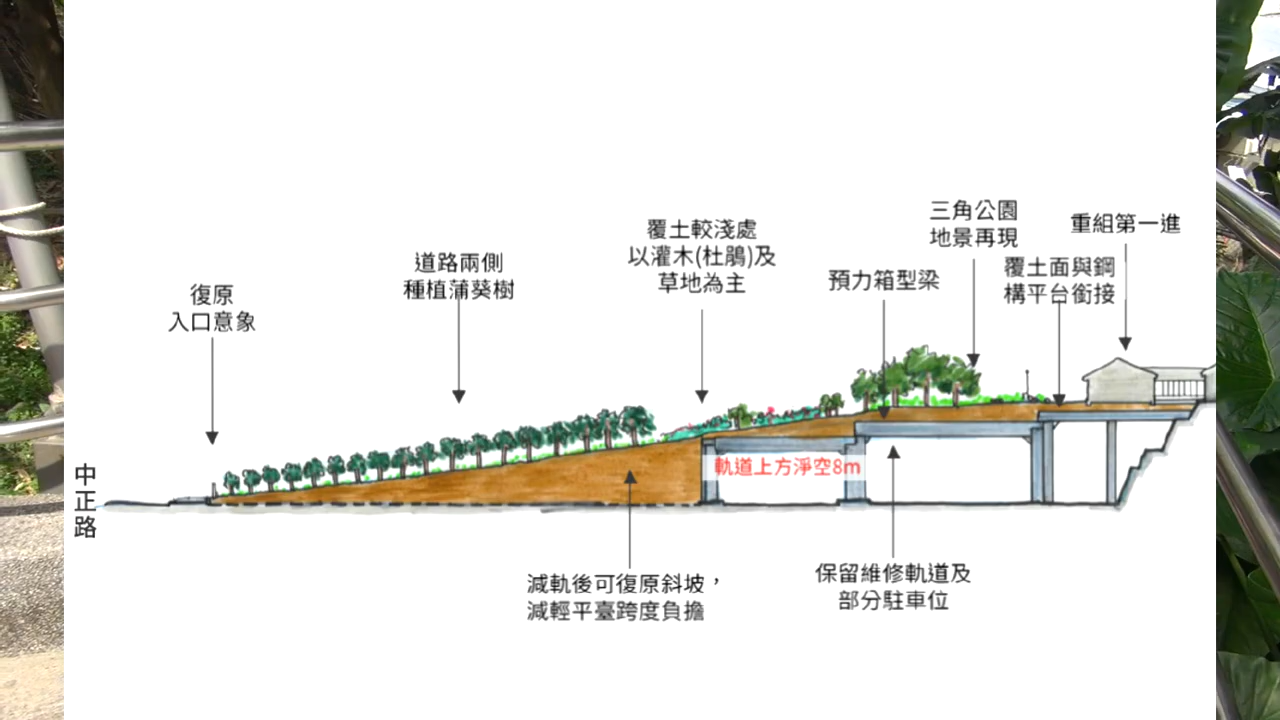 三角公園
地景再現
重組第一進
覆土較淺處
以灌木(杜鵑)及
草地為主
道路兩側
種植蒲葵樹
預力箱型梁
覆土面與鋼
構平台銜接
復原
入口意象
軌道上方淨空8m
中正路
減軌後可復原斜坡，
減輕平臺跨度負擔
保留維修軌道及
部分駐車位